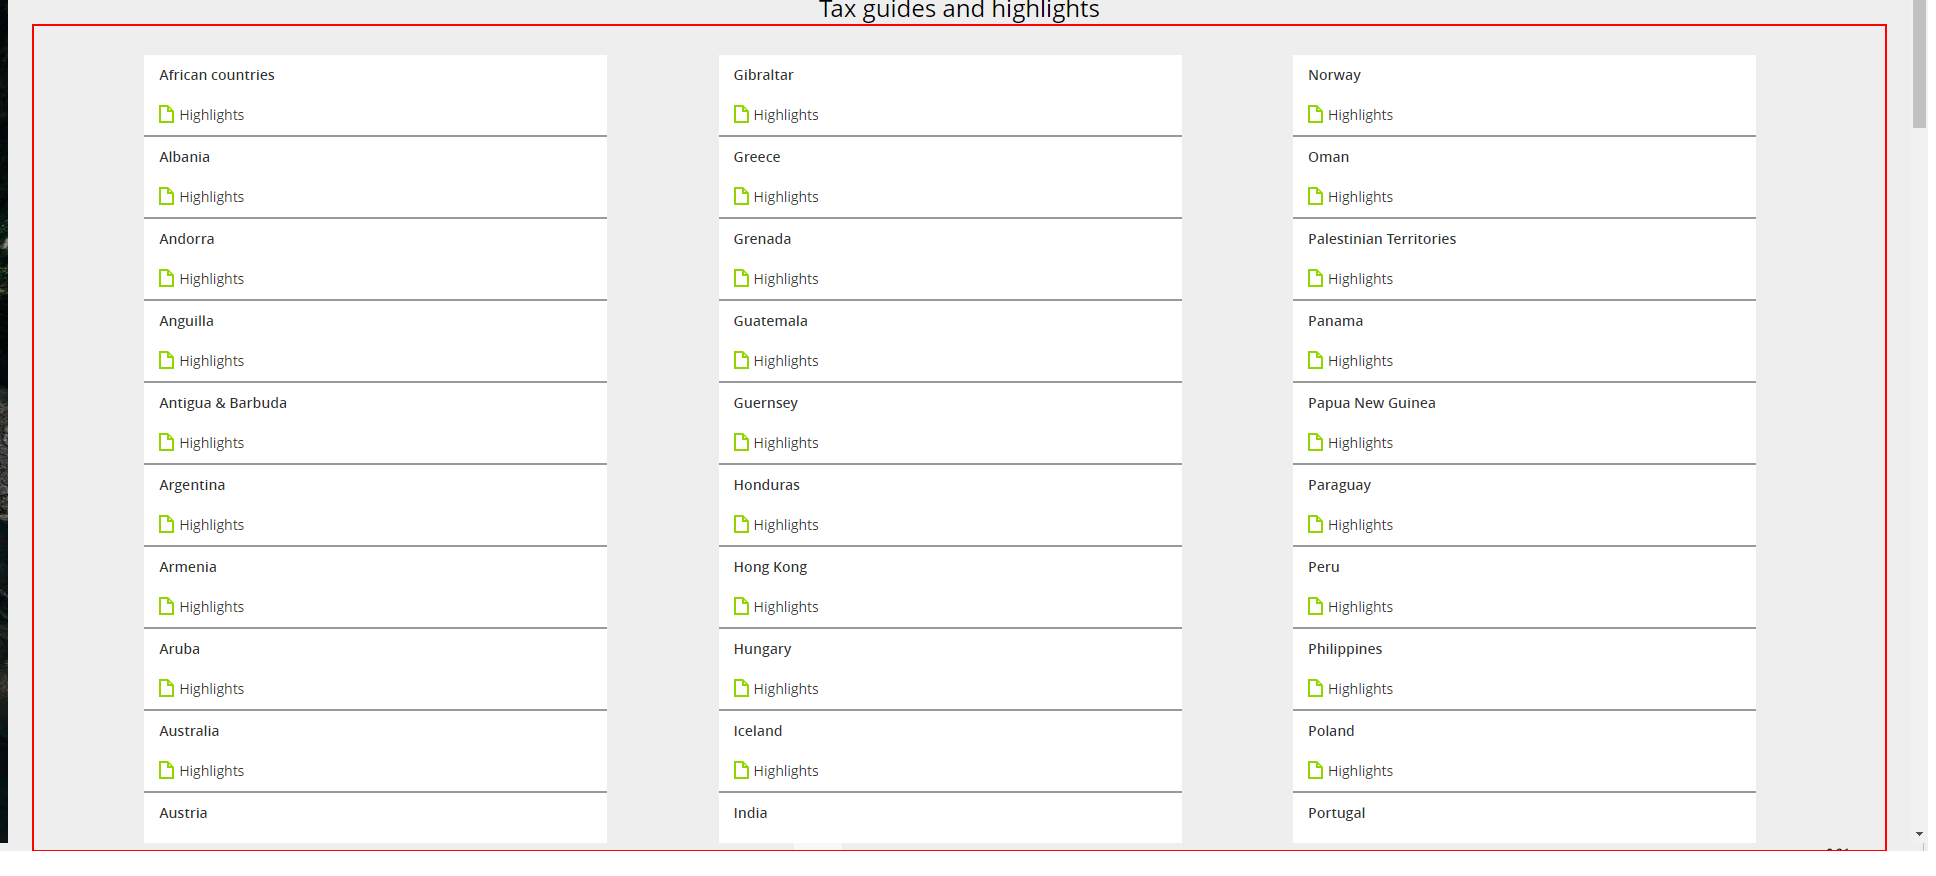 Tax guides and highlights
African countries
Highlights
Albania
Highlights
Andorra
Highlights
Anguilla
Highlights
Antigua & Barbuda
Highlights
Argentina
Highlights
Armenia
Highlights
Aruba
Highlights
Australia
Highlights
Austria
Gibraltar
Highlights
Greece
Highlights
Grenada
Highlights
Guatemala
Highlights
Guernsey
Highlights
Honduras
Highlights
Hong Kong
Highlights
Hungary
Highlights
Iceland
Highlights
India
Norway
Highlights
Oman
Highlights
Palestinian Territories
Highlights
Panama
Highlights
Papua New Guinea
Highlights
Paraguay
Highlights
Peru
Highlights
Philippines
Highlights
Poland
Highlights
Portugal